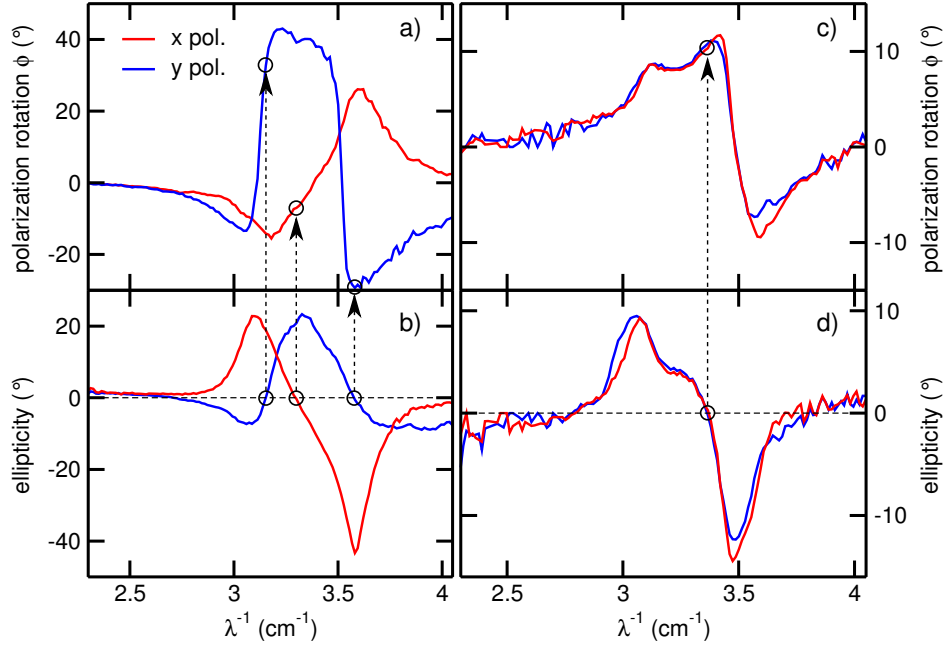 a)
x pol.
y pol.
polarization rotation ϕ (°)
40
20
0
-20
c)
polarization rotation ϕ (°)
10
0
-10
b)
ellipticity (°)
20
0
-20
-40
d)
ellipticity (°)
10
0
-10
2.5 3 3.5 4
λ⁻¹ (cm⁻¹)
2.5 3 3.5 4
λ⁻¹ (cm⁻¹)